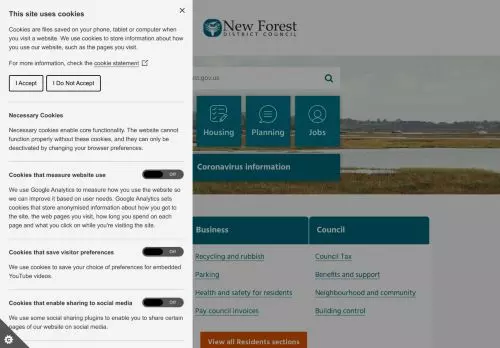 This site uses cookies
Cookies are files saved on your phone, tablet or computer
when you visit a website. We use cookies to store information about
how you use our website, such as the pages you visit.
For more information, check the cookie statement
I Accept
I Do Not Accept
Necessary Cookies
Necessary cookies enable core functionality. The website cannot
function properly without these cookies, and they can only be
deactivated by changing your browser preferences.
Cookies that measure website use
Off
We use Google Analytics to measure how you use the website so
we can improve it based on user needs. Google Analytics sets
cookies that store anonymised information about how you got to
the site, the web pages you visit, how long you spend on each
page and what you click on while you're visiting the site.
Cookies that save visitor preferences
Off
We use cookies to save your choice of preferences for embedded
YouTube videos.
Cookies that enable sharing to social media
Off
We use some social sharing plugins to enable you to share certain
pages of our website on social media.
New Forest
DISTRICT COUNCIL
st.gov.uk
Housing
Planning
Jobs
Coronavirus information
Business
Council
Recycling and rubbish
Council Tax
Parking
Benefits and support
Health and safety for residents
Neighbourhood and community
Pay council invoices
Building control
View all Residents sections